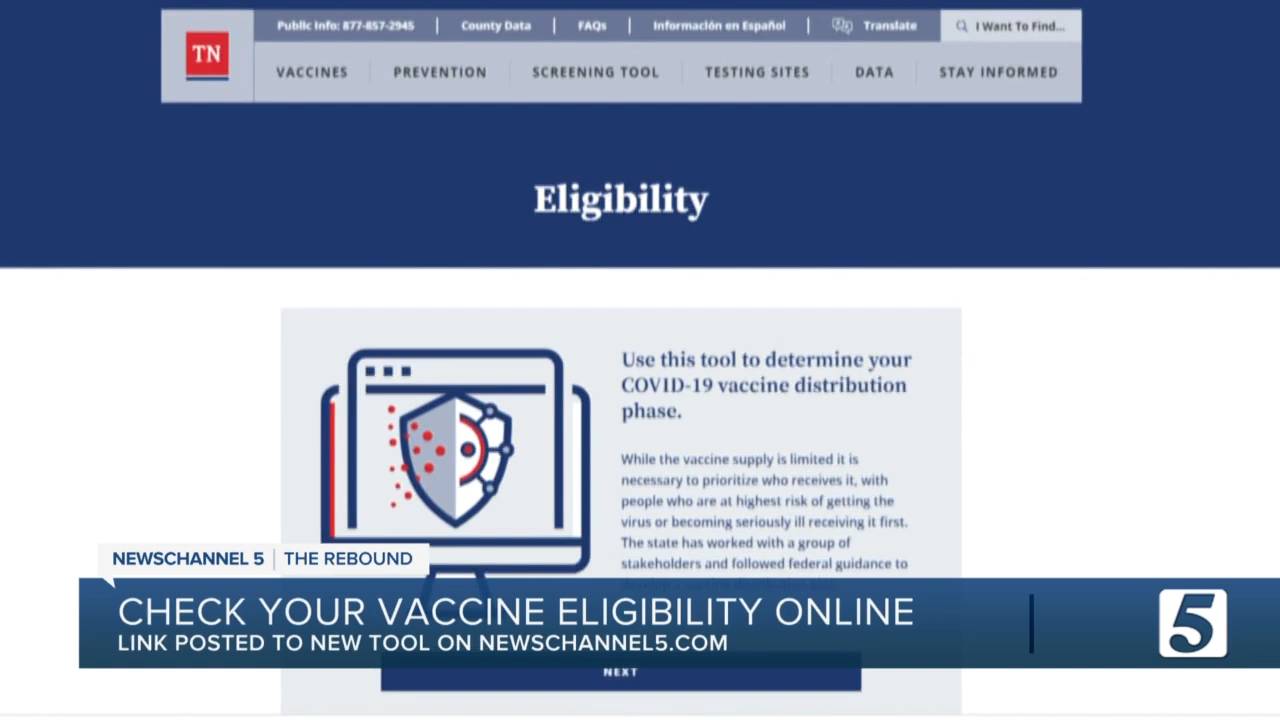 Public Info: 877-857-2945 | County Data | FAQs | Información en Español | Translate I Want To Find...
TN
VACCINES PREVENTION SCREENING TOOL TESTING SITES DATA STAY INFORMED
Eligibility
Use this tool to determine your
COVID-19 vaccine distribution
phase.
While the vaccine supply is limited it is
necessary to prioritize who receives it, with
people who are at highest risk of getting the
virus or becoming seriously ill receiving it first.
The state has worked with a group of
stakeholders and followed federal guidance to
NEWSCHANNEL 5 | THE REBOUND
CHECK YOUR VACCINE ELIGIBILITY ONLINE
LINK POSTED TO NEW TOOL ON NEWSCHANNEL5.COM
5
NEXT